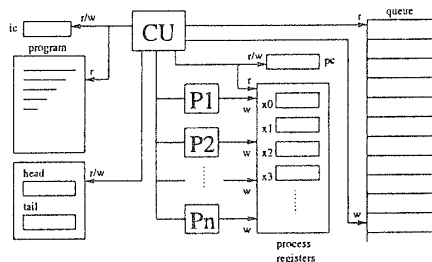 ic
r/w
CU
r
queue
program
r
r/w
pc
r
P1
w
x0
x1
P2
w
x2
head
r/w
x3
w
tail
Pn
w
w
process
registers